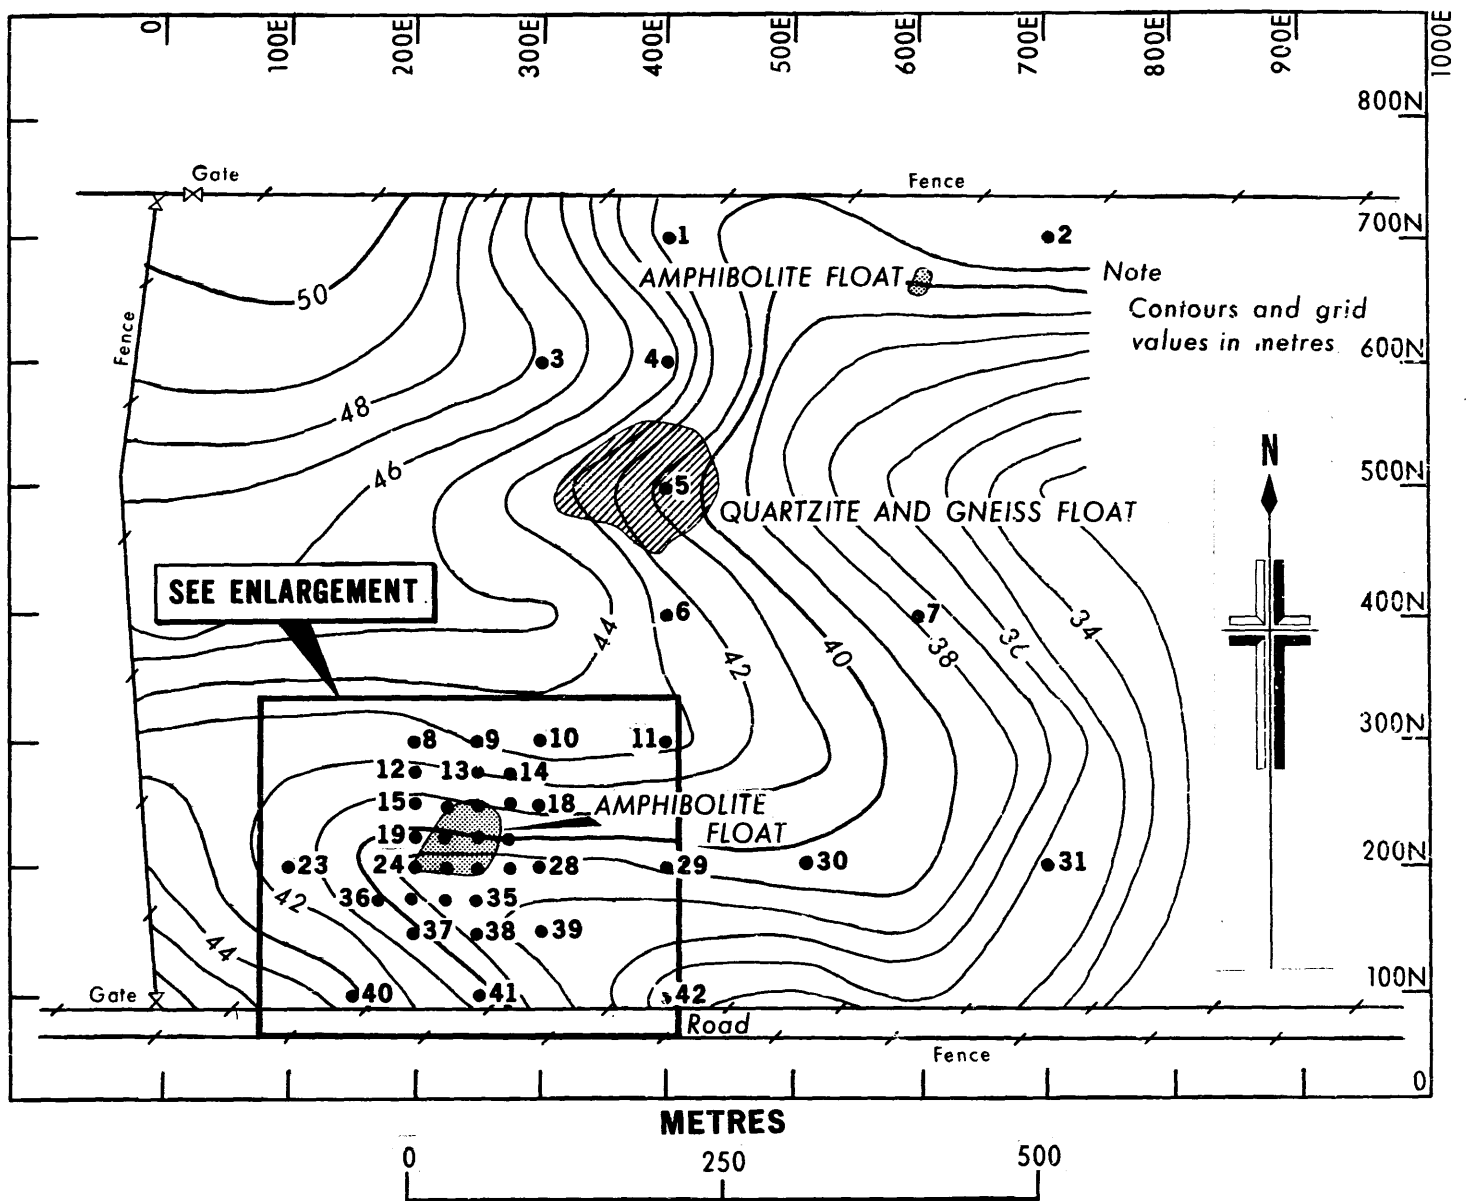 0 100E 200E 300E 400E 500E 600E 700E 800E 900E 1000E
800N
Gate
Fence
700N
1
2
AMPHIBOLITE FLOAT
Note
50
Contours and grid
values in metres
Fence
600N
3
4
48
N
46
500N
5
QUARTZITE AND GNEISS FLOAT
SEE ENLARGEMENT
400N
6
7
44
42
40
38
36
34
300N
8
9
10
11
12
13
14
15
18
AMPHIBOLITE
FLOAT
19
200N
23
24
28
29
30
31
42
36
35
37
38
39
44
100N
Gate
40
41
42
Road
Fence
0
METRES
0 250 500